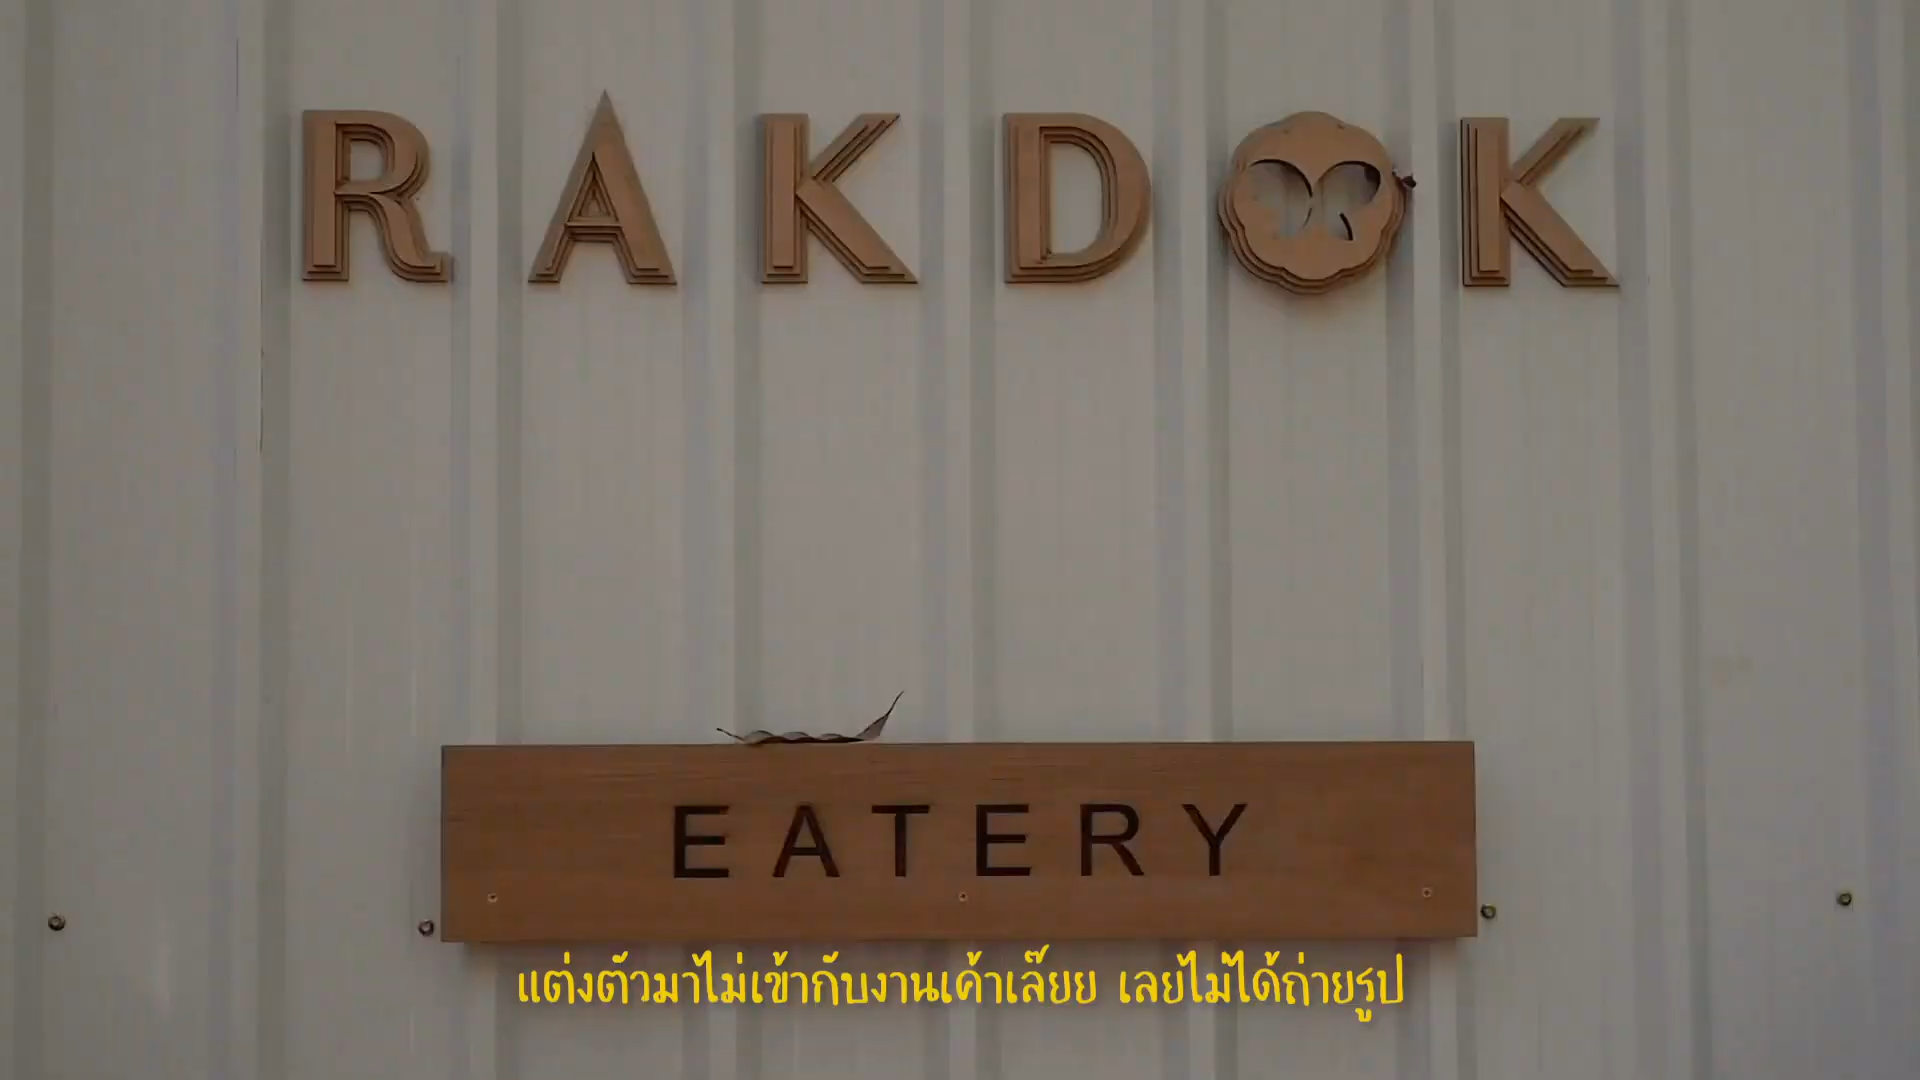 RAKDOK
EATERY
แต่งตัวมาไม่เข้ากับงานเค้าเล๊ยย เลยไม่ได้ถ่ายรูป